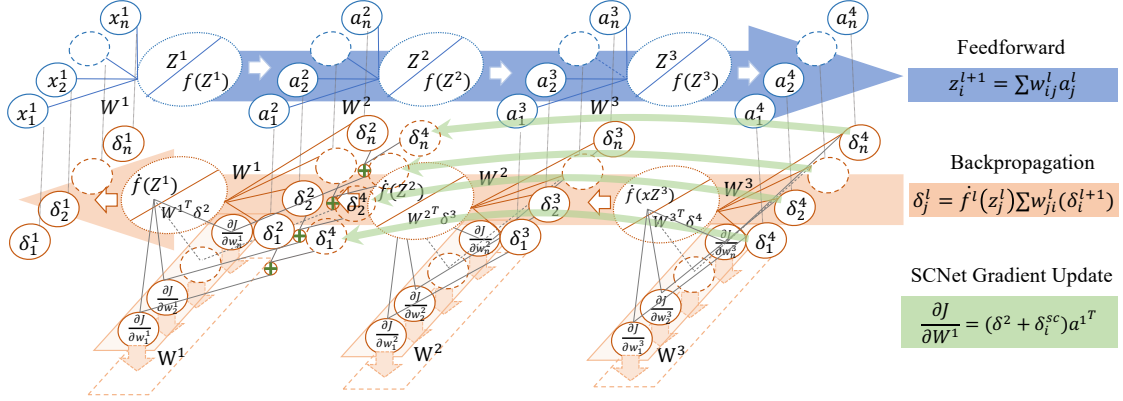 x_n^1
a_n^2
a_n^3
a_n^4
Z^1
Z^2
Z^3
f(Z^1)
f(Z^2)
f(Z^3)
Feedforward
x_2^1
a_2^2
a_2^3
a_2^4
z_i^{l+1} = ∑w_{ij}^l a_j^l
x_1^1
W^1
a_1^2
W^2
a_1^3
W^3
a_1^4
δ_n^1
δ_n^2
δ_n^4
δ_n^3
δ_n^4
Backpropagation
W^1
W^2
W^3
ḟ(Z^1)
ḟ(Z^2)
ḟ(xZ^3)
δ_2^1
δ_2^2
δ_2^4
δ_2^3
δ_2^4
δ_j^l = ḟ^l(z_j^l)∑w_{ji}^l(δ_i^{l+1})
W^{1^T}δ^2
W^{2^T}δ^3
W^{3^T}δ^4
δ_1^1
δ_1^2
δ_1^4
δ_1^3
δ_1^4
∂J/∂w_n^1
∂J/∂w_n^2
∂J/∂w_n^3
SCNet Gradient Update
∂J/∂w_2^1
∂J/∂w_2^2
∂J/∂w_2^3
∂J/∂W^1 = (δ^2 + δ_i^{sc})a^{1^T}
∂J/∂w_1^1
∂J/∂w_1^2
∂J/∂w_1^3
W^1
W^2
W^3